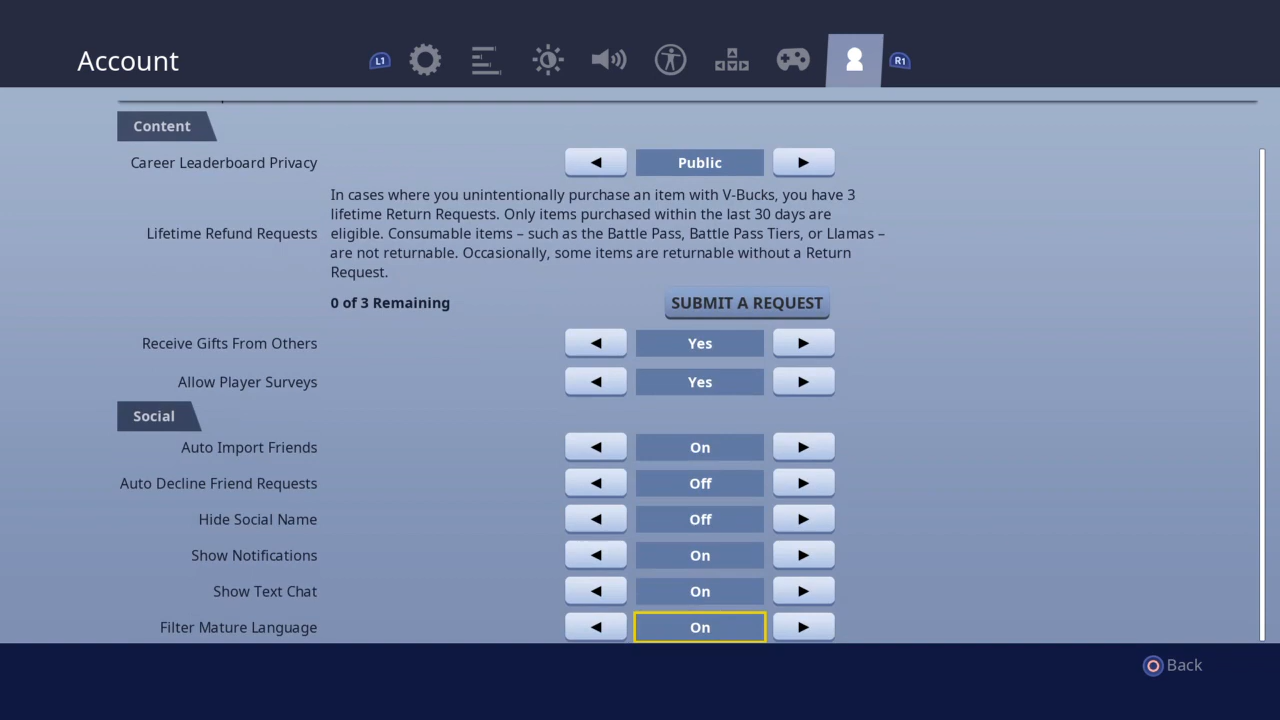 Account
L1
R1
Content
Career Leaderboard Privacy
Public
In cases where you unintentionally purchase an item with V-Bucks, you have 3
lifetime Return Requests. Only items purchased within the last 30 days are
Lifetime Refund Requests
eligible. Consumable items – such as the Battle Pass, Battle Pass Tiers, or Llamas –
are not returnable. Occasionally, some items are returnable without a Return
Request.
0 of 3 Remaining
SUBMIT A REQUEST
Receive Gifts From Others
Yes
Allow Player Surveys
Yes
Social
Auto Import Friends
On
Auto Decline Friend Requests
Off
Hide Social Name
Off
Show Notifications
On
Show Text Chat
On
Filter Mature Language
On
Back